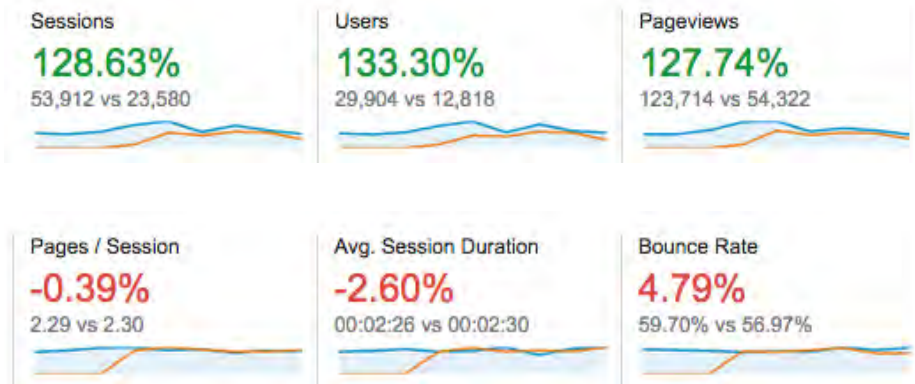 Sessions
128.63%
53,912 vs 23,580
Users
133.30%
29,904 vs 12,818
Pageviews
127.74%
123,714 vs 54,322
Pages / Session
-0.39%
2.29 vs 2.30
Avg. Session Duration
-2.60%
00:02:26 vs 00:02:30
Bounce Rate
4.79%
59.70% vs 56.97%